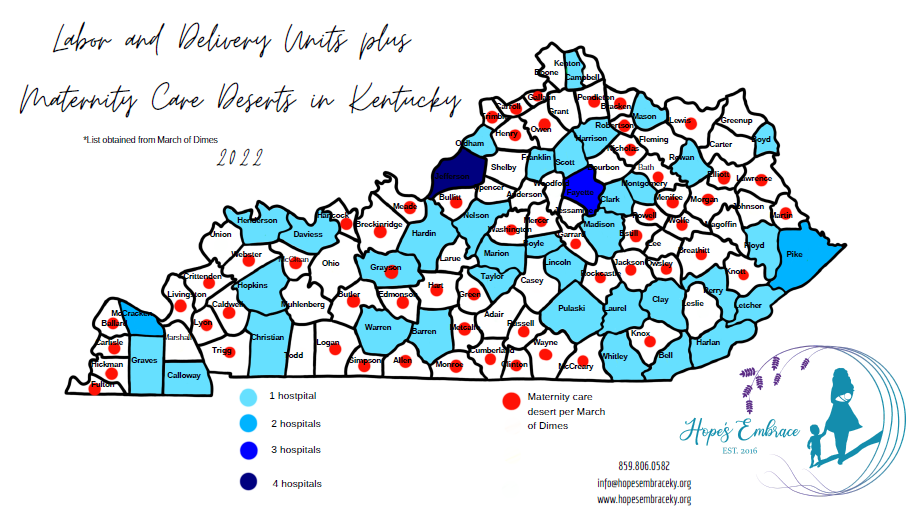 Labor and Delivery Units plus
Maternity Care Deserts in Kentucky
*List obtained from March of Dimes
2022
Kenton
Boone
Campbell
Gallatin
Carroll
Pendleton
Bracken
Trimble
Grant
Mason
Lewis
Greenup
Henry
Owen
Robertson
Fleming
Boyd
Oldham
Harrison
Nicholas
Carter
Franklin
Scott
Rowan
Shelby
Bourbon
Bath
Elliott
Lawrence
Jefferson
Spencer
Woodford
Fayette
Montgomery
Bullitt
Anderson
Clark
Menifee
Morgan
Johnson
Martin
Meade
Nelson
Mercer
Jessamine
Powell
Wolfe
Magoffin
Hancock
Henderson
Daviess
Breckinridge
Hardin
Washington
Boyle
Garrard
Madison
Estill
Lee
Breathitt
Floyd
Pike
Union
Webster
McClean
Ohio
Grayson
Larue
Marion
Lincoln
Rockcastle
Jackson
Owsley
Knott
Crittenden
Hopkins
Taylor
Casey
Perry
Livingston
Caldwell
Muhlenberg
Butler
Edmonson
Hart
Green
Pulaski
Laurel
Clay
Leslie
Letcher
McCracken
Ballard
Lyon
Adair
Russell
Carlisle
Marshall
Trigg
Christian
Todd
Logan
Warren
Barren
Metcalfe
Knox
Harlan
Graves
Hickman
Calloway
Simpson
Allen
Monroe
Cumberland
Clinton
Wayne
McCreary
Whitley
Bell
Fulton
1 hostpital
2 hospitals
3 hospitals
4 hospitals
Maternity care
desert per March
of Dimes
Hope's Embrace
EST. 2016
859.806.0582
info@hopesembraceky.org
www.hopesembraceky.org